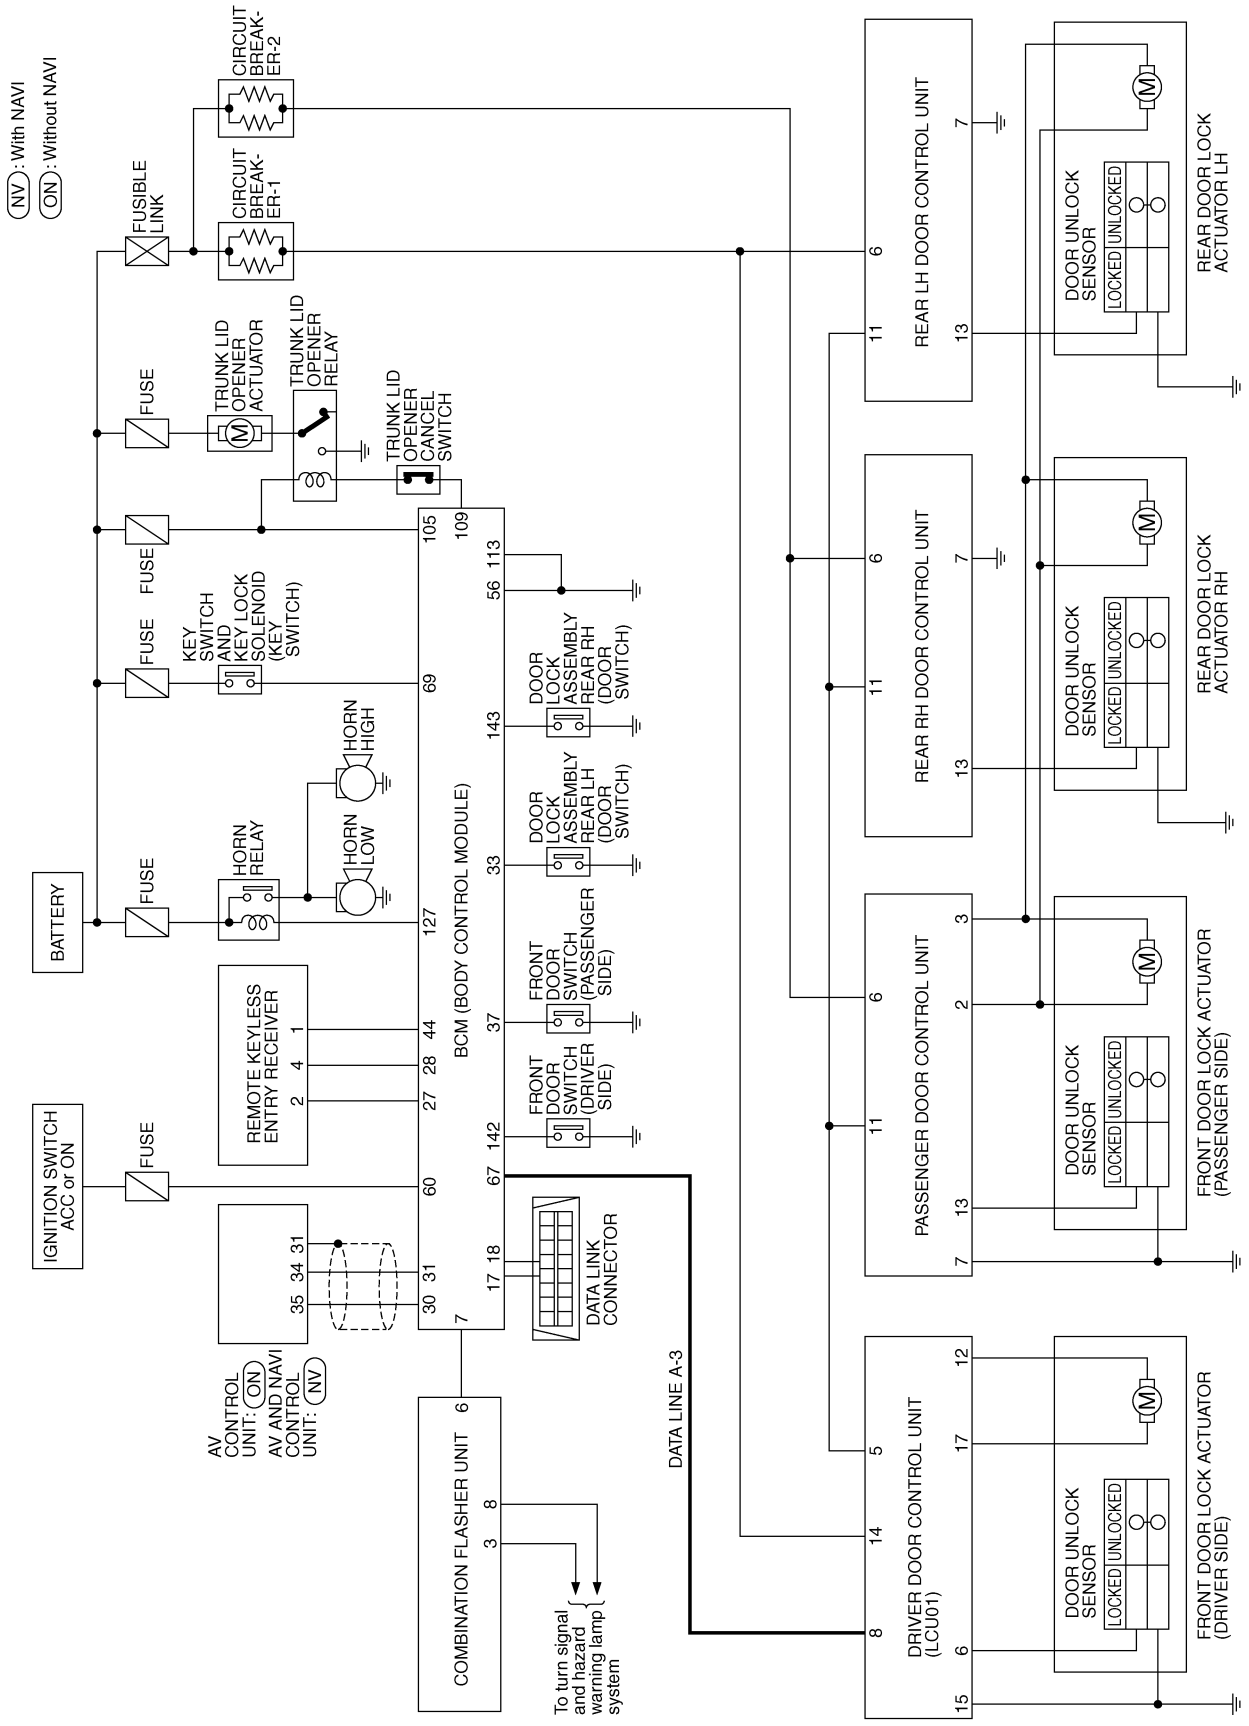 NV : With NAVI
ON : Without NAVI
BATTERY
IGNITION SWITCH
ACC or ON
FUSE
FUSE
FUSE
FUSE
FUSE
FUSIBLE
LINK
AV
CONTROL
UNIT: ON
AV AND NAVI
CONTROL
UNIT: NV
35 34 31
REMOTE KEYLESS
ENTRY RECEIVER
2 4 1
HORN
RELAY
HORN
LOW
HORN
HIGH
KEY
SWITCH
AND
KEY LOCK
SOLENOID
(KEY
SWITCH)
TRUNK LID
OPENER
ACTUATOR
M
TRUNK LID
OPENER
RELAY
TRUNK LID
OPENER
CANCEL
SWITCH
CIRCUIT
BREAK-
ER-1
CIRCUIT
BREAK-
ER-2
30 31 60 27 28 44 127 69 105
7 109
BCM (BODY CONTROL MODULE)
17 18 67 142 37 33 143 56 113
COMBINATION FLASHER UNIT
6
3 8
To turn signal
and hazard
warning lamp
system
DATA LINK
CONNECTOR
FRONT
DOOR
SWITCH
(DRIVER
SIDE)
FRONT
DOOR
SWITCH
(PASSENGER
SIDE)
DOOR
LOCK
ASSEMBLY
REAR LH
(DOOR
SWITCH)
DOOR
LOCK
ASSEMBLY
REAR RH
(DOOR
SWITCH)
DATA LINE A-3
8 14 5
DRIVER DOOR CONTROL UNIT
(LCU01)
15 6 17 12
DOOR UNLOCK
SENSOR
LOCKED UNLOCKED
M
FRONT DOOR LOCK ACTUATOR
(DRIVER SIDE)
11 6
PASSENGER DOOR CONTROL UNIT
7 13 2 3
DOOR UNLOCK
SENSOR
LOCKED UNLOCKED
M
FRONT DOOR LOCK ACTUATOR
(PASSENGER SIDE)
11 6
REAR RH DOOR CONTROL UNIT
13 7
DOOR UNLOCK
SENSOR
LOCKED UNLOCKED
M
REAR DOOR LOCK
ACTUATOR RH
11 6
REAR LH DOOR CONTROL UNIT
13 7
DOOR UNLOCK
SENSOR
LOCKED UNLOCKED
M
REAR DOOR LOCK
ACTUATOR LH